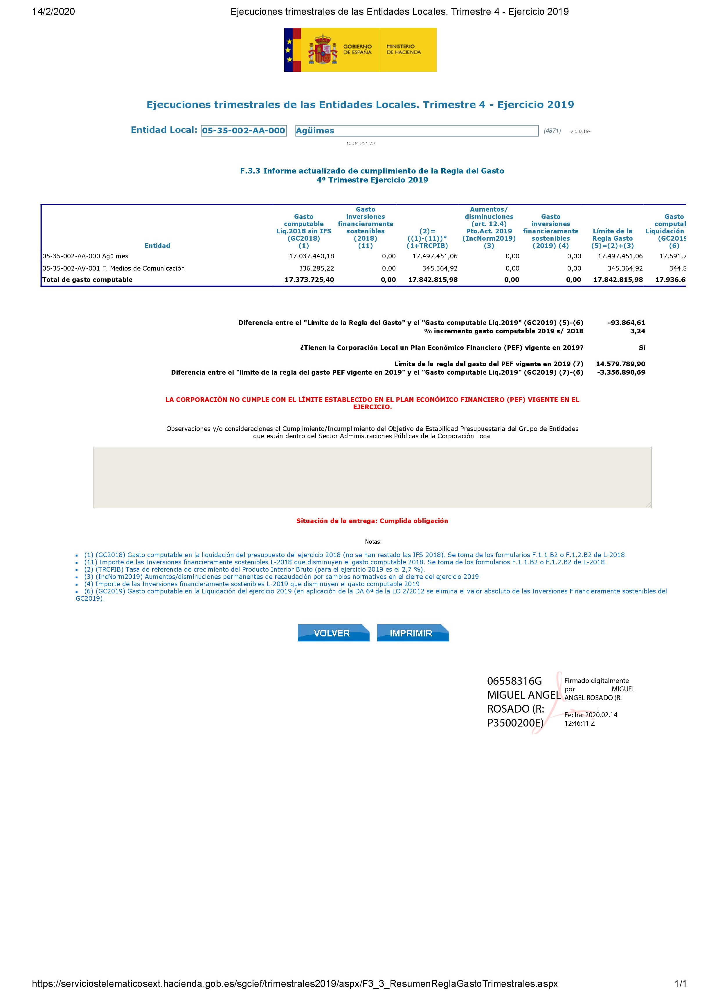 14/2/2020 Ejecuciones trimestrales de las Entidades Locales. Trimestre 4 - Ejercicio 2019
GOBIERNO DE ESPAÑA
MINISTERIO DE HACIENDA
Ejecuciones trimestrales de las Entidades Locales. Trimestre 4 - Ejercicio 2019
Entidad Local: 05-35-002-AA-000 Agüimes (4871) v.1.0.19-
10.34.251.72
F.3.3 Informe actualizado de cumplimiento de la Regla del Gasto
4º Trimestre Ejercicio 2019
Entidad
Gasto computable Liq.2018 sin IFS (GC2018) (1)
Gasto inversiones financieramente sostenibles (2018) (11)
(2)= ((1)-(11))* (1+TRCPIB)
Aumentos/ disminuciones (art. 12.4) Pto.Act. 2019 (IncNorm2019) (3)
Gasto inversiones financieramente sostenibles (2019) (4)
Límite de la Regla Gasto (5)=(2)+(3)
Gasto computal Liquidación (GC2019 (6)
05-35-002-AA-000 Agüimes 17.037.440,18 0,00 17.497.451,06 0,00 0,00 17.497.451,06 17.591.7
05-35-002-AV-001 F. Medios de Comunicación 336.285,22 0,00 345.364,92 0,00 0,00 345.364,92 344.8
Total de gasto computable 17.373.725,40 0,00 17.842.815,98 0,00 0,00 17.842.815,98 17.936.6
Diferencia entre el "Límite de la Regla del Gasto" y el "Gasto computable Liq.2019" (GC2019) (5)-(6) -93.864,61
% incremento gasto computable 2019 s/ 2018 3,24
¿Tienen la Corporación Local un Plan Económico Financiero (PEF) vigente en 2019? Sí
Límite de la regla del gasto del PEF vigente en 2019 (7) 14.579.789,90
Diferencia entre el "límite de la regla del gasto PEF vigente en 2019" y el "Gasto computable Liq.2019" (GC2019) (7)-(6) -3.356.890,69
LA CORPORACIÓN NO CUMPLE CON EL LÍMITE ESTABLECIDO EN EL PLAN ECONÓMICO FINANCIERO (PEF) VIGENTE EN EL
EJERCICIO.
Observaciones y/o consideraciones al Cumplimiento/Incumplimiento del Objetivo de Estabilidad Presupuestaria del Grupo de Entidades
que están dentro del Sector Administraciones Públicas de la Corporación Local
Situación de la entrega: Cumplida obligación
Notas:
▪ (1) (GC2018) Gasto computable en la liquidación del presupuesto del ejercicio 2018 (no se han restado las IFS 2018). Se toma de los formularios F.1.1.B2 o F.1.2.B2 de L-2018.
▪ (11) Importe de las Inversiones financieramente sostenibles L-2018 que disminuyen el gasto computable 2018. Se toma de los formularios F.1.1.B2 o F.1.2.B2 de L-2018.
▪ (2) (TRCPIB) Tasa de referencia de crecimiento del Producto Interior Bruto (para el ejercicio 2019 es el 2,7 %).
▪ (3) (IncNorm2019) Aumentos/disminuciones permanentes de recaudación por cambios normativos en el cierre del ejercicio 2019.
▪ (4) Importe de las Inversiones financieramente sostenibles L-2019 que disminuyen el gasto computable 2019
▪ (6) (GC2019) Gasto computable en la Liquidación del ejercicio 2019 (en aplicación de la DA 6ª de la LO 2/2012 se elimina el valor absoluto de las Inversiones Financieramente sostenibles del
GC2019).
VOLVER IMPRIMIR
06558316G
MIGUEL ANGEL
ROSADO (R:
P3500200E)
Firmado digitalmente
por MIGUEL
ANGEL ROSADO (R:
Fecha: 2020.02.14
12:46:11 Z
https://serviciostelematicosext.hacienda.gob.es/sgcief/trimestrales2019/aspx/F3_3_ResumenReglaGastoTrimestrales.aspx 1/1